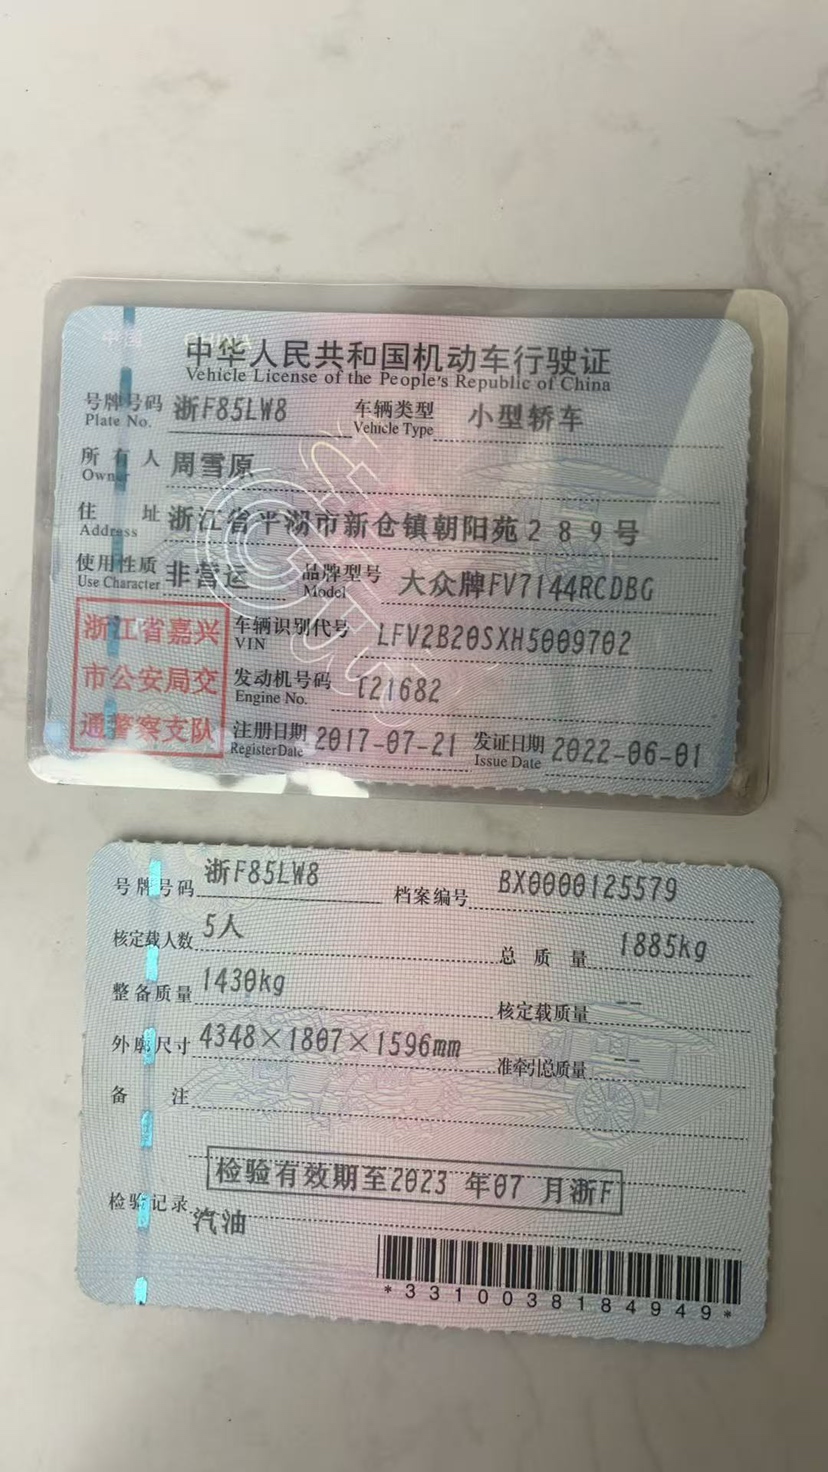 中华人民共和国机动车行驶证
Vehicle License of the People's Republic of China
号牌号码 浙F85LW8 车辆类型 小型轿车
Plate No. Vehicle Type
所有人 周雪原
Owner
住址 浙江省平湖市新仓镇朝阳苑289号
Address
使用性质 非营运 品牌型号 大众牌FV7144RCDBG
Use Character Model
浙江省嘉兴
市公安局交
通警察支队
车辆识别代号 LFV2B20SXH5009702
VIN
发动机号码 C21682
Engine No.
注册日期 2017-07-21 发证日期 2022-06-01
Register Date Issue Date
号牌号码 浙F85LW8 档案编号 BX0000125579
核定载人数 5人 总质量 1885kg
整备质量 1430kg 核定载质量 --
外廓尺寸 4348×1807×1596mm 准牵引总质量 --
备注
检验有效期至2023年07月浙F
检验记录 汽油
*3310038184949*